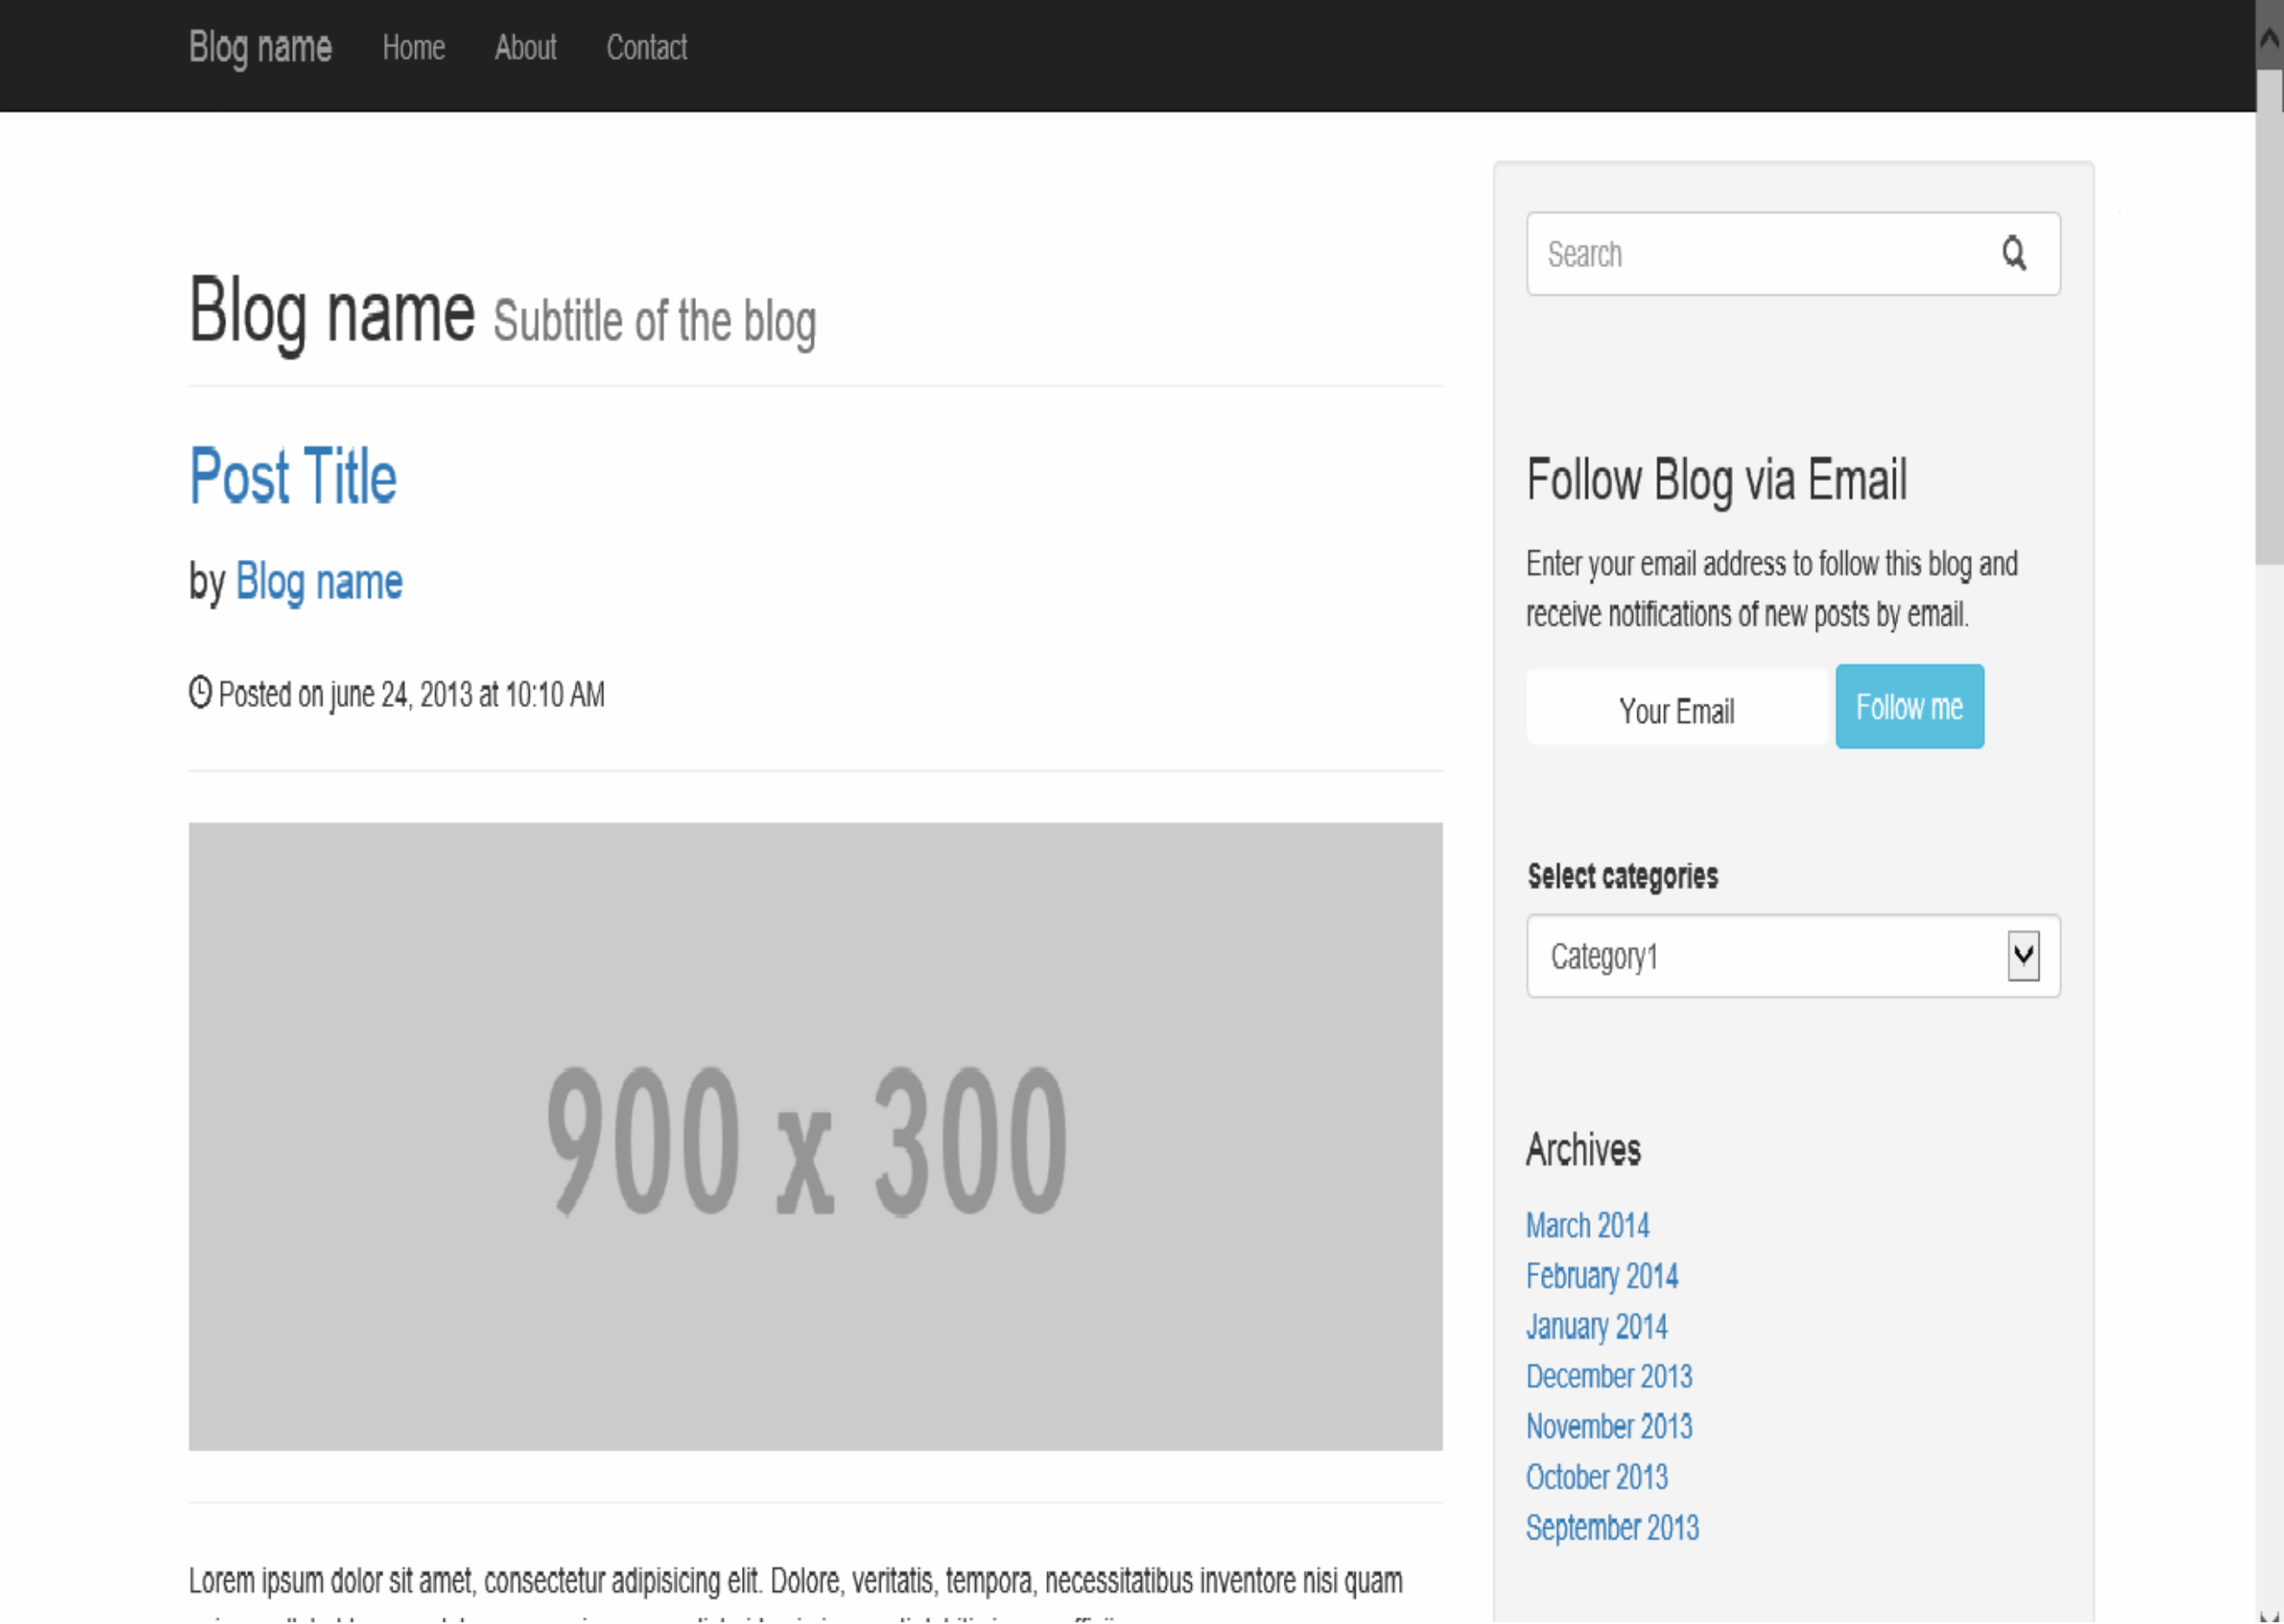 Blog name Home About Contact
Blog name Subtitle of the blog
Post Title
by Blog name
Posted on june 24, 2013 at 10:10 AM
900 x 300
Lorem ipsum dolor sit amet, consectetur adipisicing elit. Dolore, veritatis, tempora, necessitatibus inventore nisi quam
Search
Follow Blog via Email
Enter your email address to follow this blog and
receive notifications of new posts by email.
Your Email Follow me
Select categories
Category1
Archives
March 2014
February 2014
January 2014
December 2013
November 2013
October 2013
September 2013